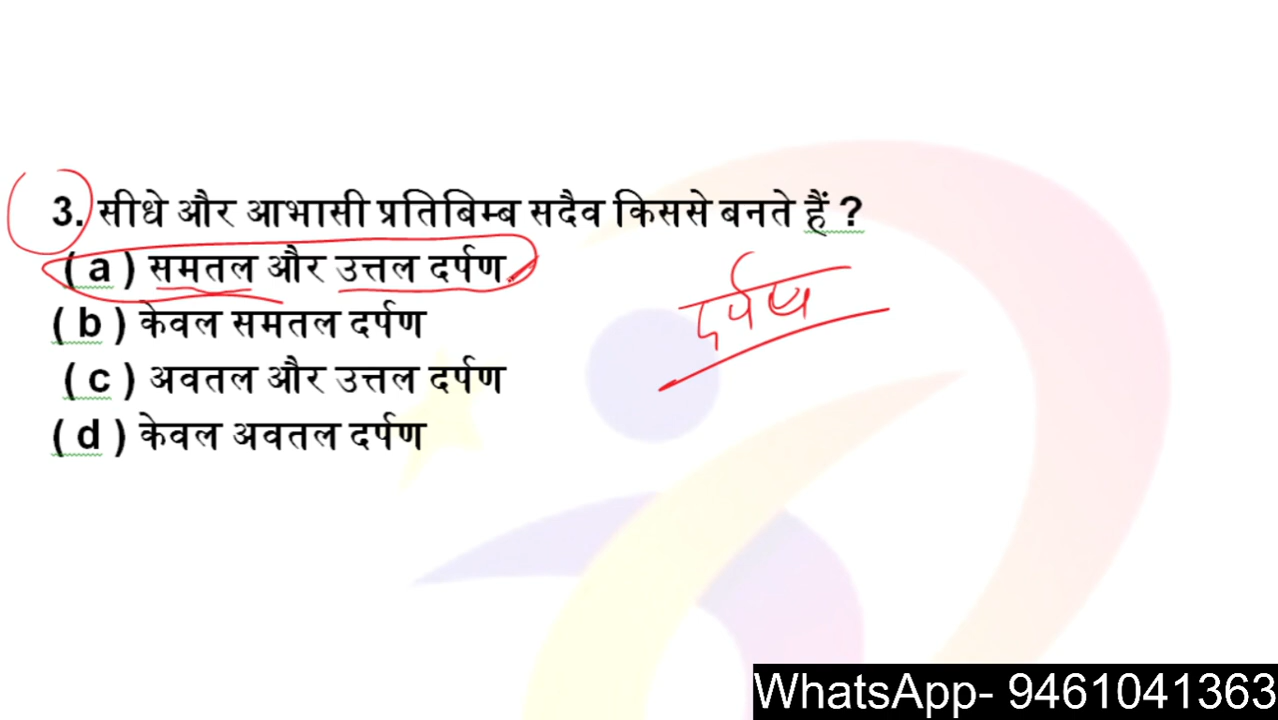 3. सीधे और आभासी प्रतिबिम्ब सदैव किससे बनते हैं ?
( a ) समतल और उत्तल दर्पण
( b ) केवल समतल दर्पण
( c ) अवतल और उत्तल दर्पण
( d ) केवल अवतल दर्पण
दर्पण
WhatsApp- 9461041363